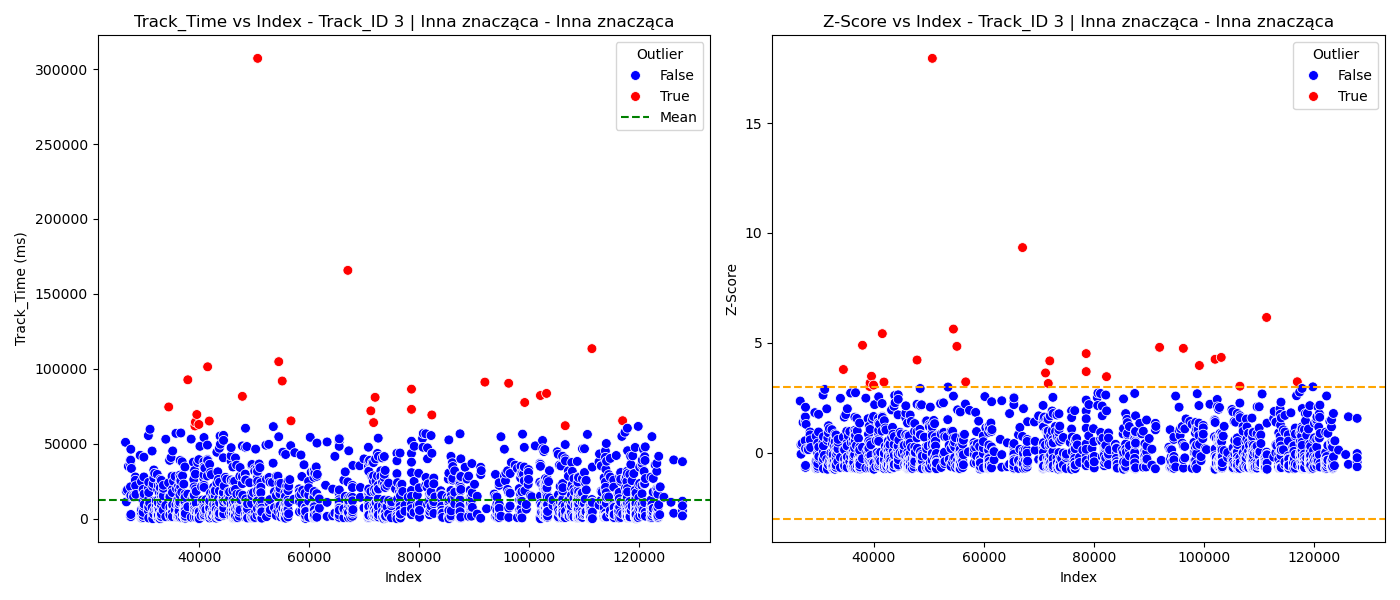 Track_Time vs Index - Track_ID 3 | Inna znacząca - Inna znacząca
Track_Time (ms)
300000
250000
200000
150000
100000
50000
0
Outlier
False
True
Mean
40000
60000
80000
100000
120000
Index
Z-Score vs Index - Track_ID 3 | Inna znacząca - Inna znacząca
Z-Score
15
10
5
0
Outlier
False
True
40000
60000
80000
100000
120000
Index